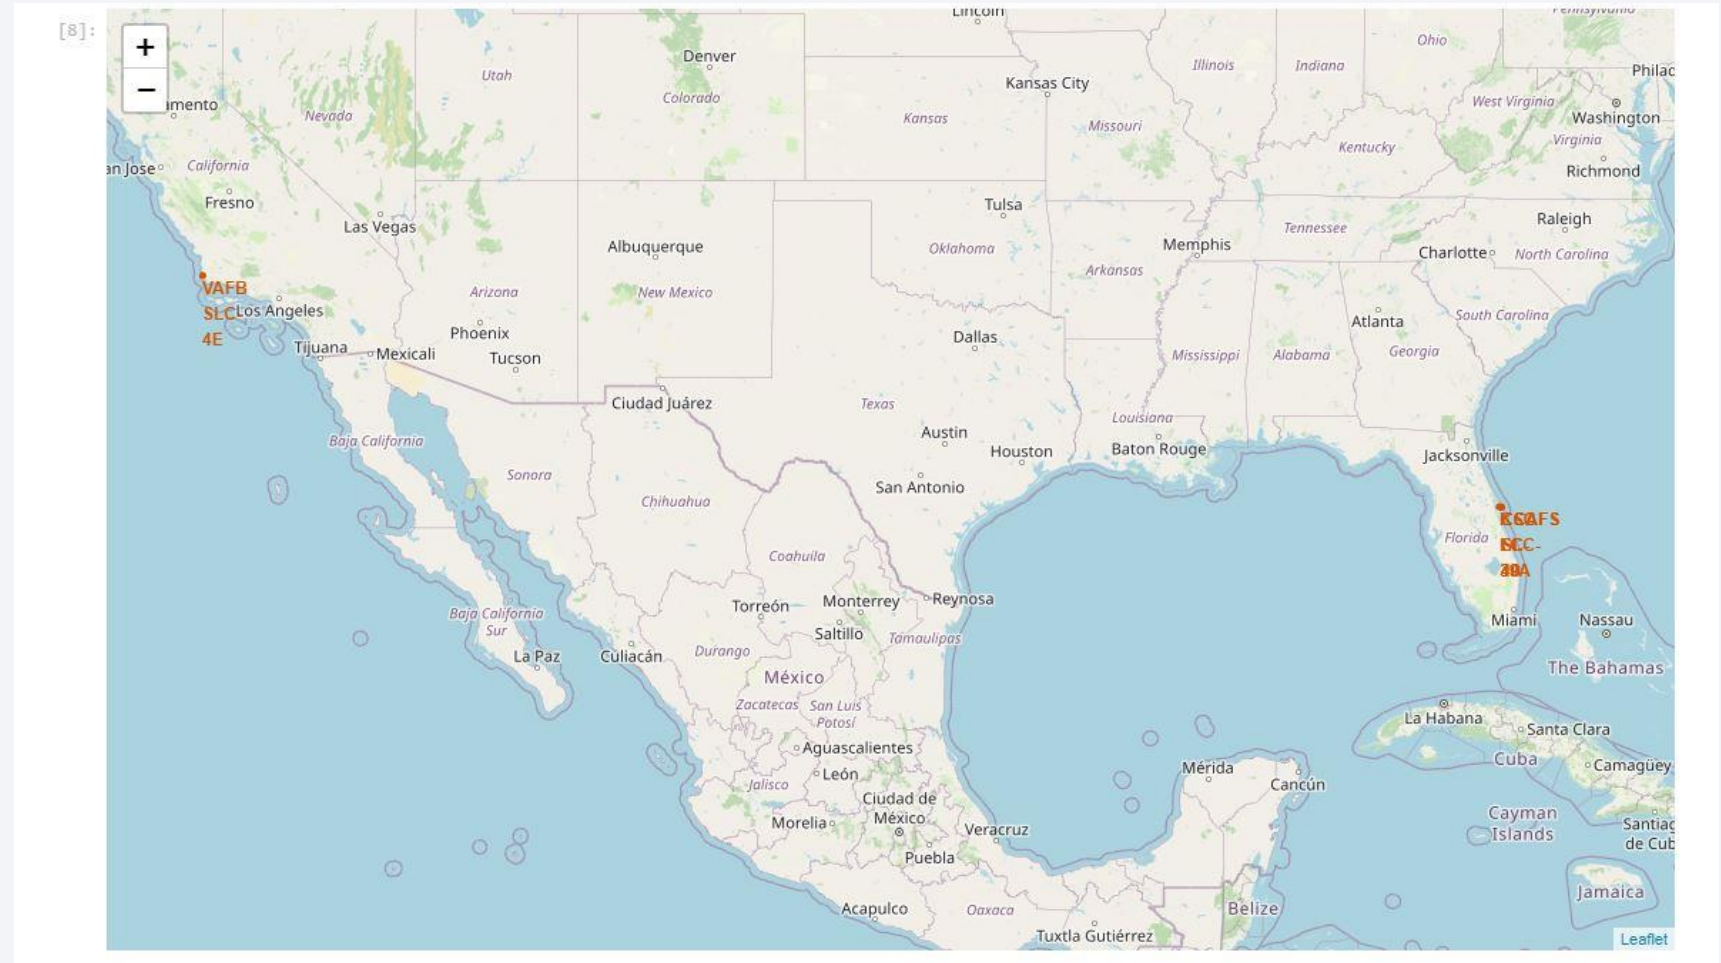 [8]:
+
−
Lincoln
Pennsylvania
Ohio
Denver
Utah
Illinois
Indiana
Kansas City
Philad
Colorado
amento
Nevada
Kansas
Missouri
West Virginia
Washington
Virginia
Kentucky
an Jose
California
Richmond
Fresno
Tulsa
Las Vegas
Raleigh
Tennessee
Albuquerque
Oklahoma
Memphis
Charlotte
North Carolina
Arkansas
VAFB
SLC-
4E
Arizona
New Mexico
Los Angeles
South Carolina
Atlanta
Phoenix
Dallas
Tijuana
Mexicali
Tucson
Mississippi
Alabama
Georgia
Ciudad Juárez
Texas
Louisiana
Austin
Baja California
Houston
Baton Rouge
Jacksonville
Sonora
San Antonio
Chihuahua
Florida
Coahuila
Torreón
Monterrey
Reynosa
Baja California
Sur
Saltillo
Tamaulipas
Miami
Nassau
La Paz
Culiacán
Durango
The Bahamas
México
Zacatecas
San Luis
Potosí
La Habana
Santa Clara
Aguascalientes
Cuba
Camagüey
León
Mérida
Jalisco
Cancún
Ciudad de
México
Morelia
Veracruz
Cayman
Islands
Santiag
de Cub
Puebla
Jamaica
Acapulco
Oaxaca
Belize
Tuxtla Gutiérrez
Leaflet